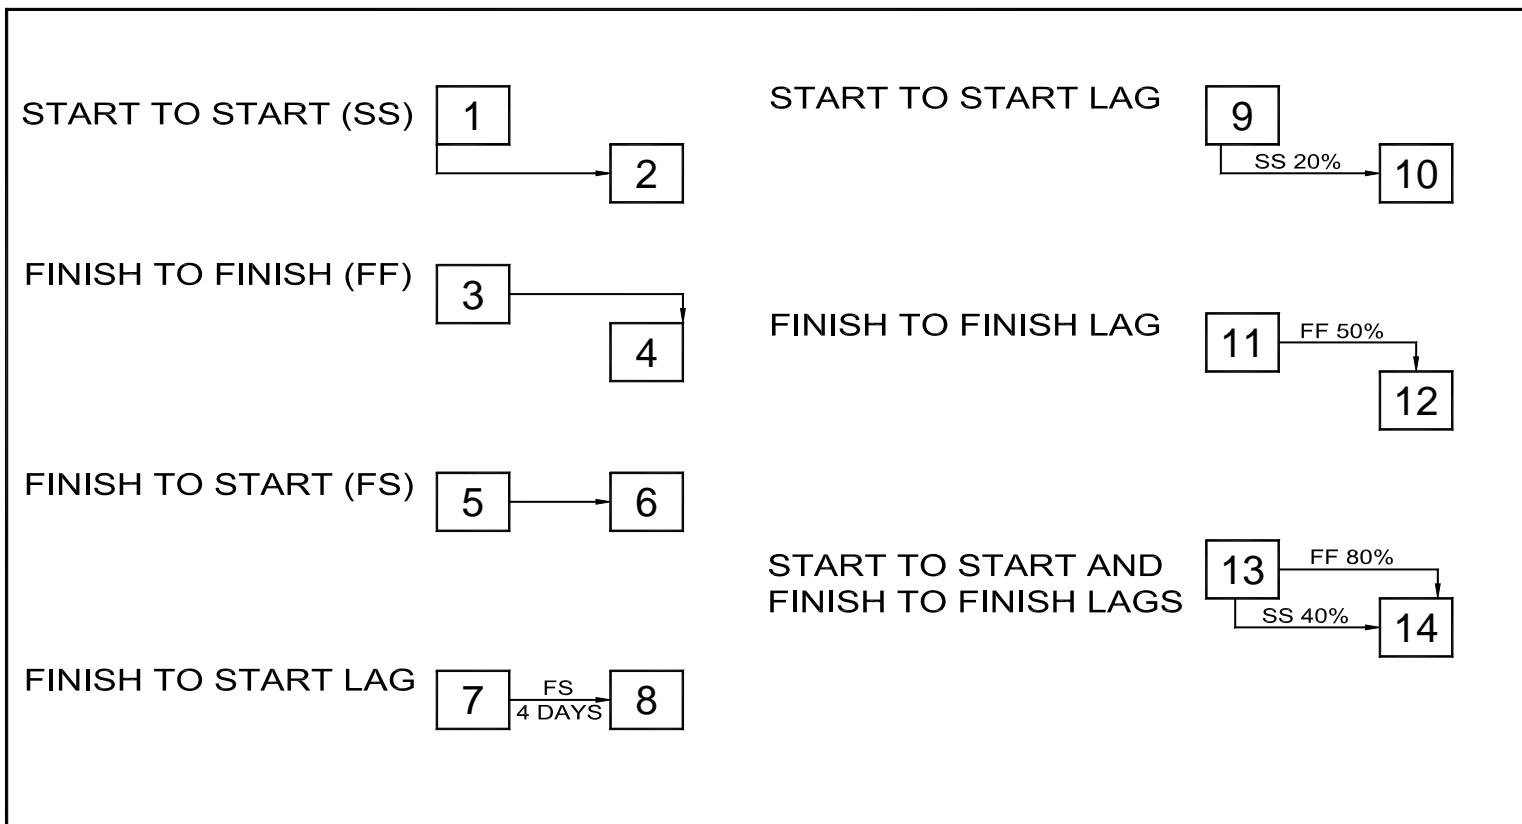 START TO START (SS)
1
2
FINISH TO FINISH (FF)
3
4
FINISH TO START (FS)
5
6
FINISH TO START LAG
7
FS
4 DAYS
8
START TO START LAG
9
SS 20%
10
FINISH TO FINISH LAG
11
FF 50%
12
START TO START AND
FINISH TO FINISH LAGS
13
FF 80%
SS 40%
14